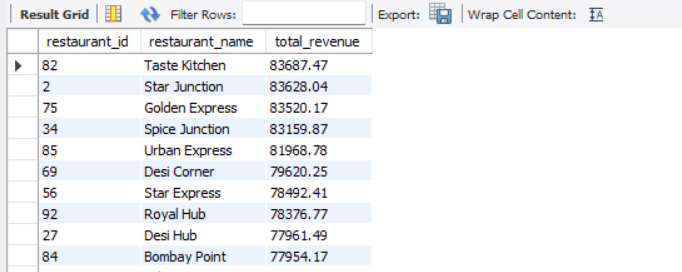 Result Grid Filter Rows: Export: Wrap Cell Content: IA
restaurant_id restaurant_name total_revenue
82 Taste Kitchen 83687.47
2 Star Junction 83628.04
75 Golden Express 83520.17
34 Spice Junction 83159.87
85 Urban Express 81968.78
69 Desi Corner 79620.25
56 Star Express 78492.41
92 Royal Hub 78376.77
27 Desi Hub 77961.49
84 Bombay Point 77954.17